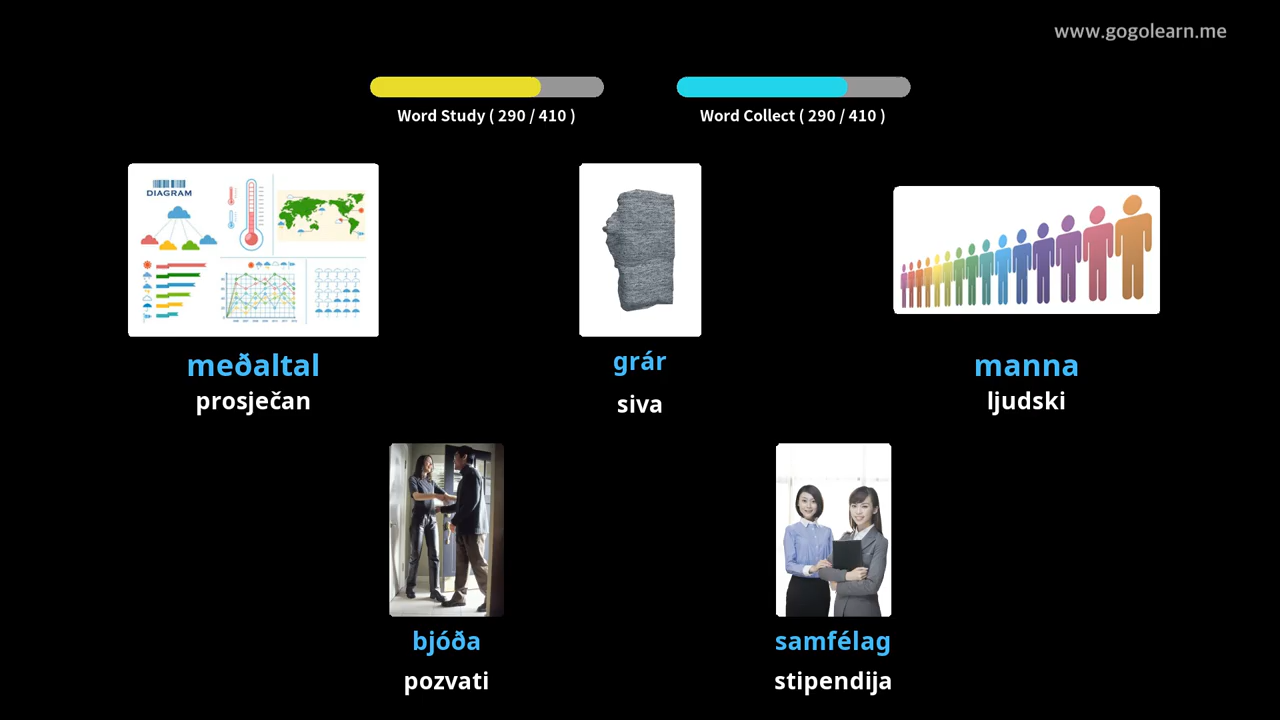 www.gogolearn.me
Word Study ( 290 / 410 )
Word Collect ( 290 / 410 )
DIAGRAM
meðaltal
prosječan
grár
siva
manna
ljudski
bjóða
pozvati
samfélag
stipendija